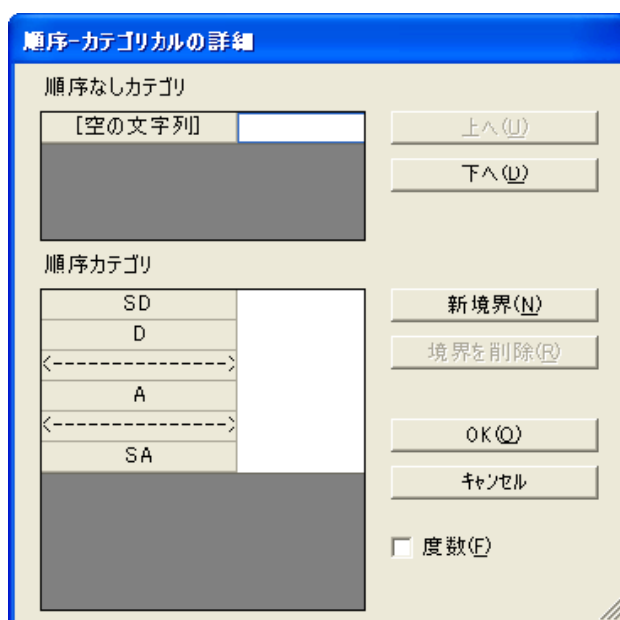 順序-カテゴリカルの詳細
順序なしカテゴリ
[空の文字列]
上へ(U)
下へ(D)
順序カテゴリ
SD
D
<-------------->
A
<-------------->
SA
新境界(N)
境界を削除(R)
OK(O)
キャンセル
度数(F)